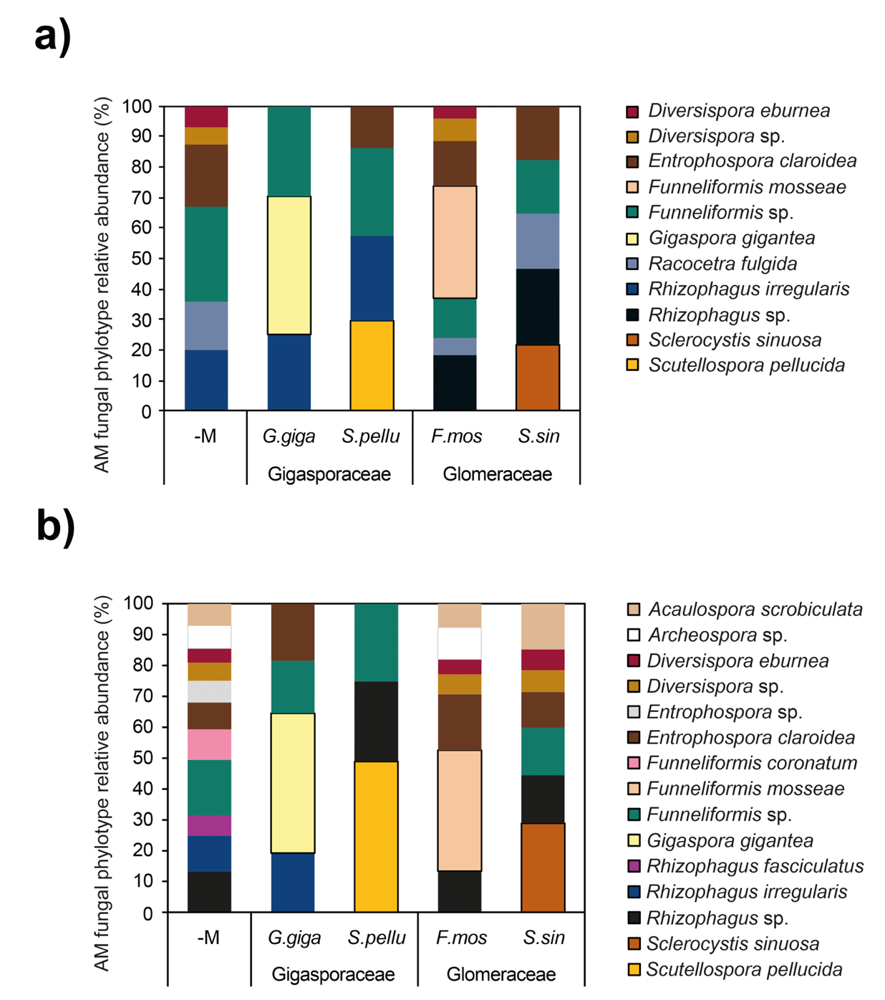 a)
AM fungal phylotype relative abundance (%)
100
90
80
70
60
50
40
30
20
10
0
-M
G.giga
S.pellu
F.mos
S.sin
Gigasporaceae
Glomeraceae
Diversispora eburnea
Diversispora sp.
Entrophospora claroidea
Funneliformis mosseae
Funneliformis sp.
Gigaspora gigantea
Racocetra fulgida
Rhizophagus irregularis
Rhizophagus sp.
Sclerocystis sinuosa
Scutellospora pellucida
b)
AM fungal phylotype relative abundance (%)
100
90
80
70
60
50
40
30
20
10
0
-M
G.giga
S.pellu
F.mos
S.sin
Gigasporaceae
Glomeraceae
Acaulospora scrobiculata
Archeospora sp.
Diversispora eburnea
Diversispora sp.
Entrophospora sp.
Entrophospora claroidea
Funneliformis coronatum
Funneliformis mosseae
Funneliformis sp.
Gigaspora gigantea
Rhizophagus fasciculatus
Rhizophagus irregularis
Rhizophagus sp.
Sclerocystis sinuosa
Scutellospora pellucida